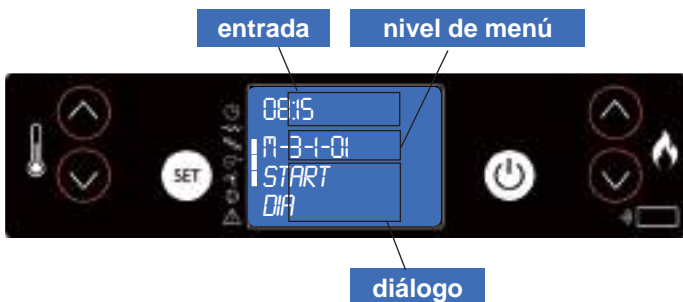 entrada
nivel de menú
08:15
M-3-1-01
SET
START
DIA
diálogo